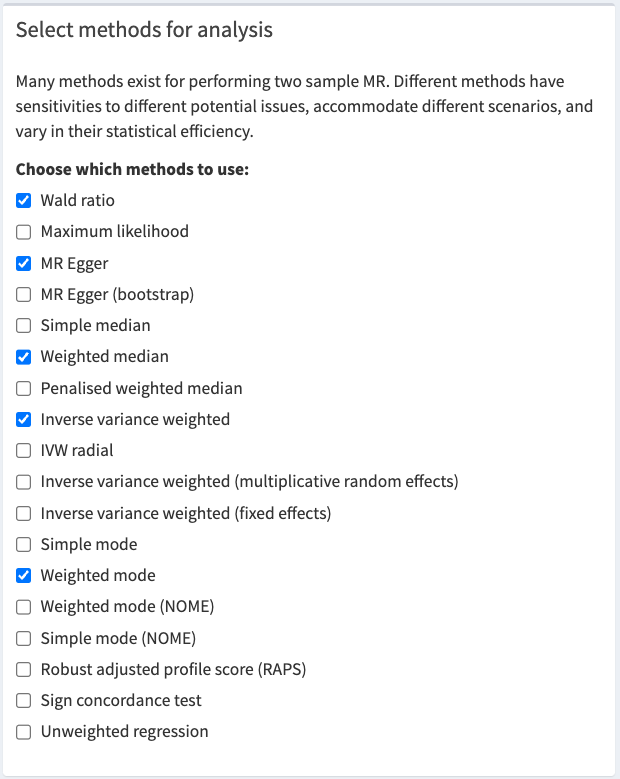 Select methods for analysis
Many methods exist for performing two sample MR. Different methods have
sensitivities to different potential issues, accommodate different scenarios, and
vary in their statistical efficiency.
Choose which methods to use:
Wald ratio
Maximum likelihood
MR Egger
MR Egger (bootstrap)
Simple median
Weighted median
Penalised weighted median
Inverse variance weighted
IVW radial
Inverse variance weighted (multiplicative random effects)
Inverse variance weighted (fixed effects)
Simple mode
Weighted mode
Weighted mode (NOME)
Simple mode (NOME)
Robust adjusted profile score (RAPS)
Sign concordance test
Unweighted regression